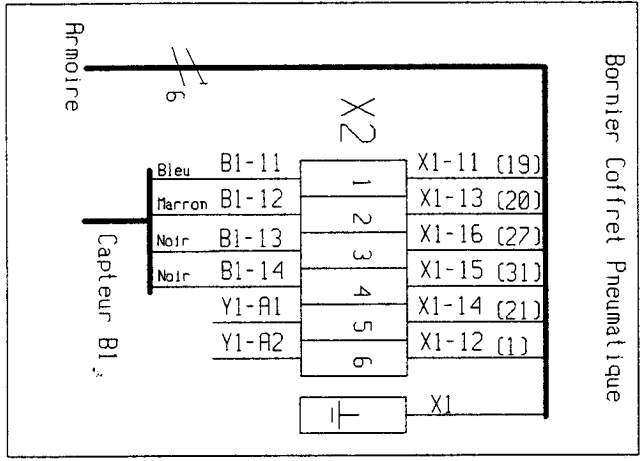 Bornier Coffret Pneumatique
Armoire
6
X2
Bleu B1-11 1 X1-11 (19)
Marron B1-12 2 X1-13 (20)
Noir B1-13 3 X1-16 (27)
Noir B1-14 4 X1-15 (31)
Y1-A1 5 X1-14 (21)
Y1-A2 6 X1-12 (1)
X1
Capteur B1